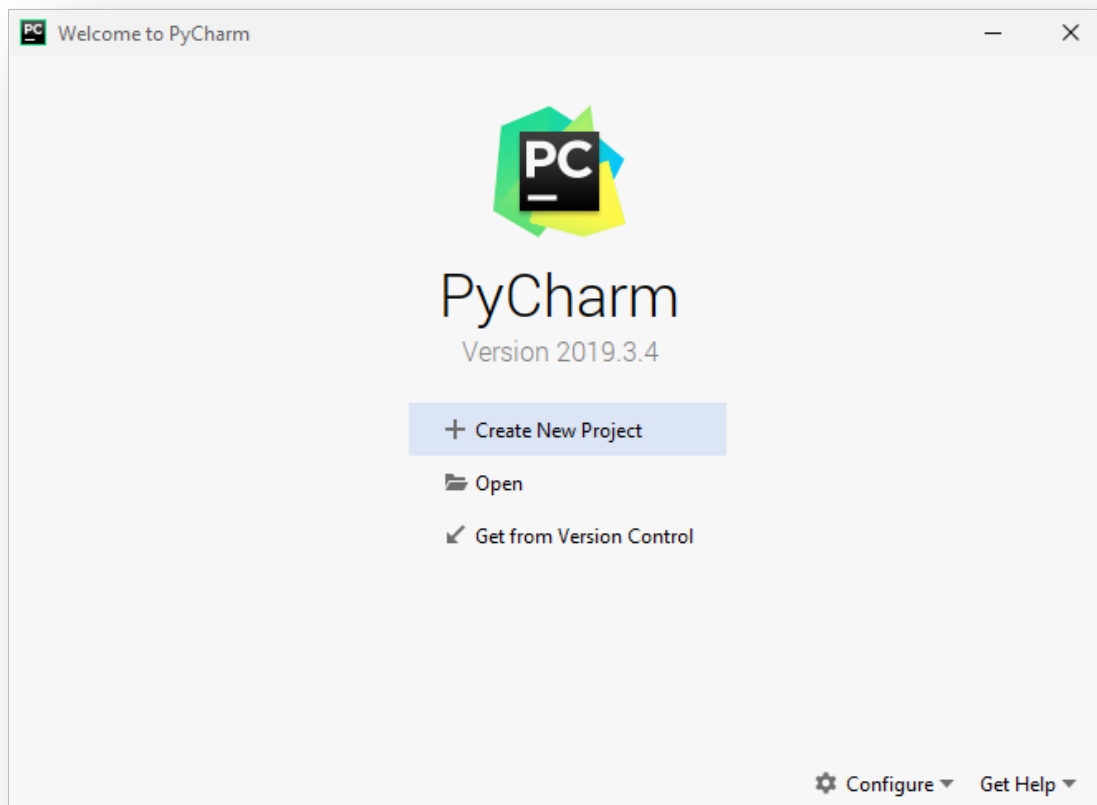 PC Welcome to PyCharm
PC
PyCharm
Version 2019.3.4
Create New Project
Open
Get from Version Control
Configure Get Help